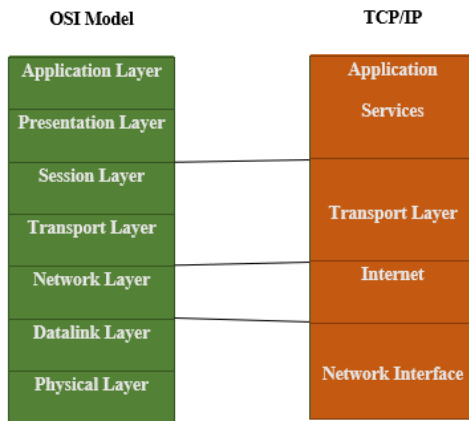 OSI Model
Application Layer
Presentation Layer
Session Layer
Transport Layer
Network Layer
Datalink Layer
Physical Layer
TCP/IP
Application
Services
Transport Layer
Internet
Network Interface